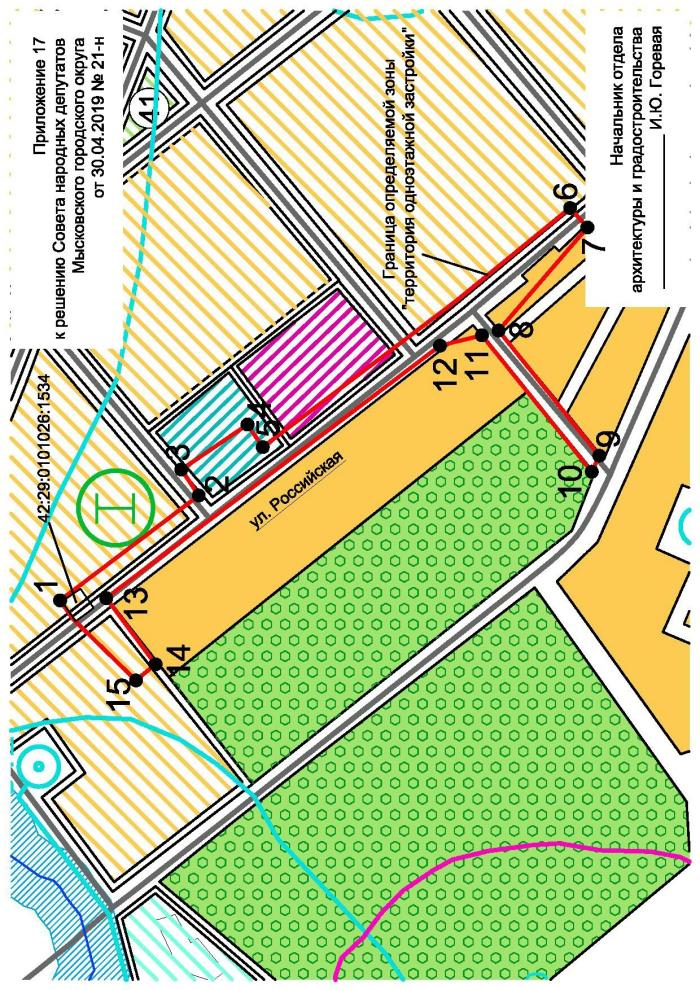 Приложение 17
к решению Совета народных депутатов
Мысковского городского округа
от 30.04.2019 № 21-н
41
42:29:0101026:1534
Граница определяемой зоны
"территория одноэтажной застройки"
ул. Российская
1
2
3
4
5
6
7
8
9
10
11
12
13
14
15
Начальник отдела
архитектуры и градостроительства
И.Ю. Горевая